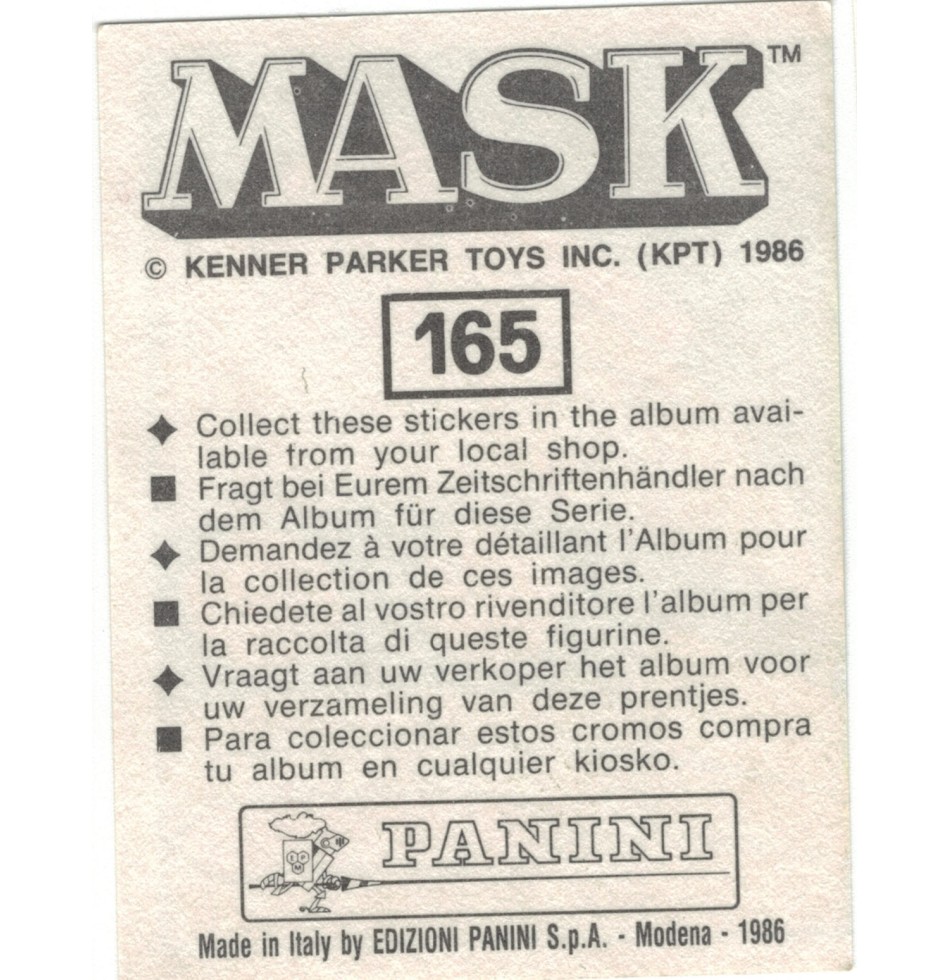 MASK™
© KENNER PARKER TOYS INC. (KPT) 1986
165
✦ Collect these stickers in the album avai-
lable from your local shop.
■ Fragt bei Eurem Zeitschriftenhändler nach
dem Album für diese Serie.
✦ Demandez à votre détaillant l'Album pour
la collection de ces images.
■ Chiedete al vostro rivenditore l'album per
la raccolta di queste figurine.
✦ Vraagt aan uw verkoper het album voor
uw verzameling van deze prentjes.
■ Para coleccionar estos cromos compra
tu album en cualquier kiosko.
PANINI
Made in Italy by EDIZIONI PANINI S.p.A. - Modena - 1986